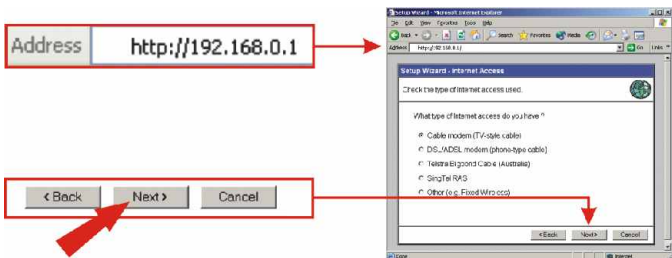 Address http://192.168.0.1
< Back Next > Cancel
Setup Wizard - Microsoft Internet Explorer
File Edit View Favorites Tools Help
Back Search Favorites Media
Address http://192.168.0.1/ Go Links
Setup Wizard - Internet Access
Check the type of Internet access used.
What type of Internet access do you have ?
Cable modem (TV-style cable)
DSL/ADSL modem (phone-type cable)
Telstra Bigpond Cable (Australia)
SingTel RAS
Other (e.g. Fixed Wireless)
< Back Next > Cancel
Done Internet